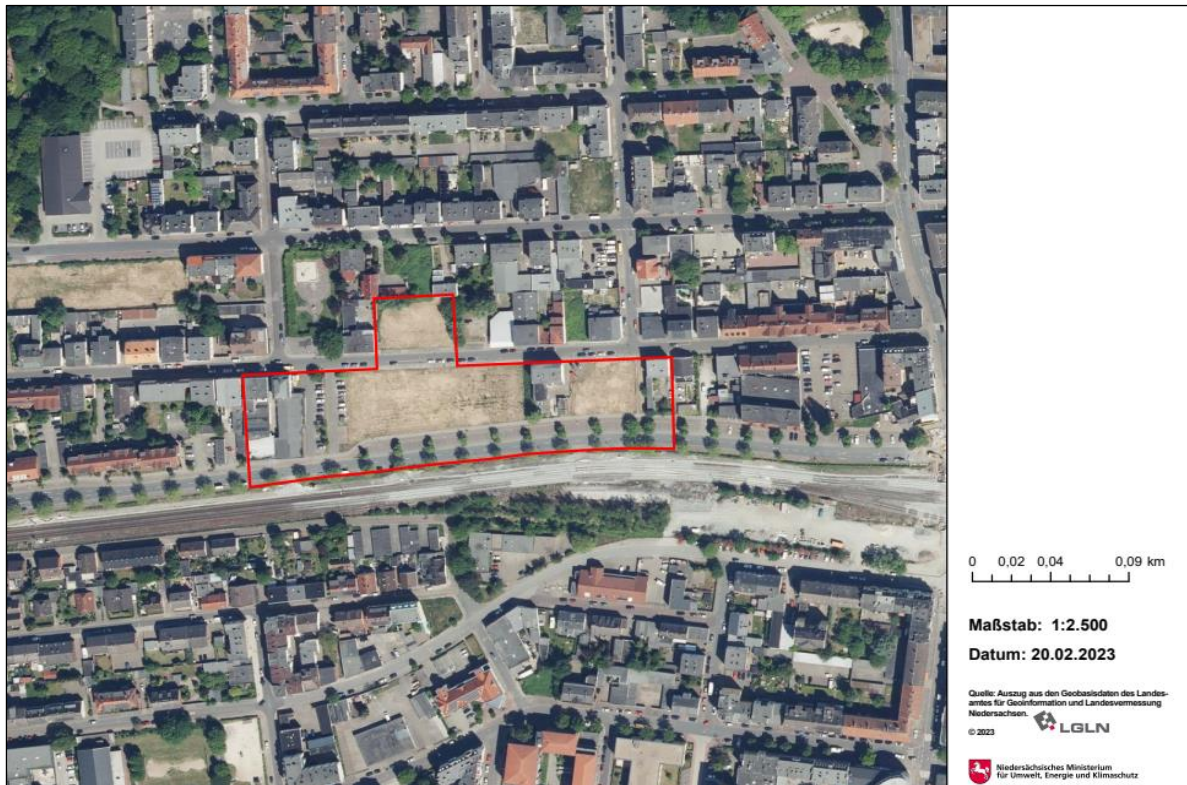 0 0,02 0,04 0,09 km
Maßstab: 1:2.500
Datum: 20.02.2023
Quelle: Auszug aus den Geobasisdaten des Landes-
amtes für Geoinformation und Landesvermessung
Niedersachsen.
© 2023 LGLN
Niedersächsisches Ministerium
für Umwelt, Energie und Klimaschutz